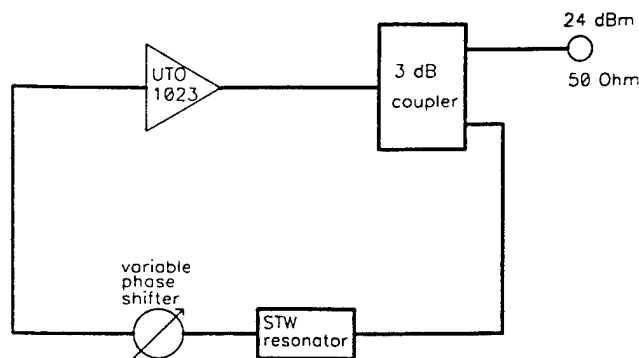 24 dBm
UTO
1023
3 dB
coupler
50 Ohm
variable
phase
shifter
STW
resonator